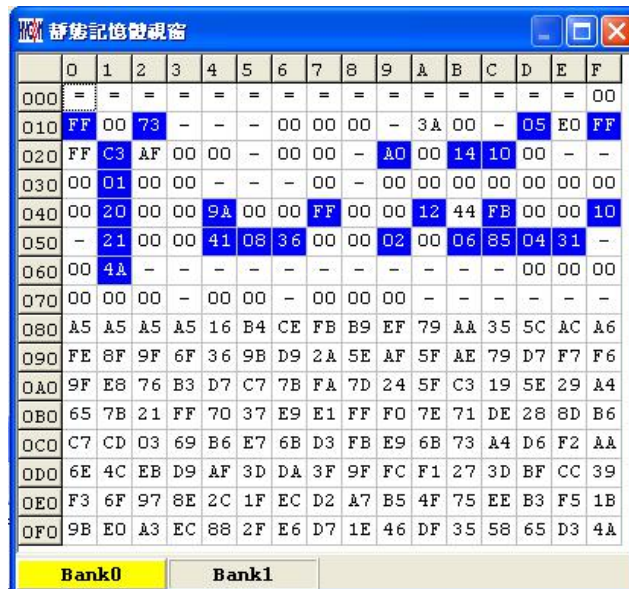 靜態記憶體視窗
0 1 2 3 4 5 6 7 8 9 A B C D E F
000 = = = = = = = = = = = = = = = 00
010 FF 00 73 - - - 00 00 00 - 3A 00 - 05 E0 FF
020 FF C3 AF 00 00 - 00 00 - A0 00 14 10 00 - -
030 00 01 00 00 - - - 00 - 00 00 00 00 00 00 00
040 00 20 00 00 9A 00 00 FF 00 00 12 44 FB 00 00 10
050 - 21 00 00 41 08 36 00 00 02 00 06 85 04 31 -
060 00 4A - - - - - - - - - - - 00 00 00
070 00 00 00 - 00 00 - 00 00 00 - - - - - -
080 A5 A5 A5 A5 16 B4 CE FB B9 EF 79 AA 35 5C AC A6
090 FE 8F 9F 6F 36 9B D9 2A 5E AF 5F AE 79 D7 F7 F6
0A0 9F E8 76 B3 D7 C7 7B FA 7D 24 5F C3 19 5E 29 A4
0B0 65 7B 21 FF 70 37 E9 E1 FF F0 7E 71 DE 28 8D B6
0C0 C7 CD 03 69 B6 E7 6B D3 FB E9 6B 73 A4 D6 F2 AA
0D0 6E 4C EB D9 AF 3D DA 3F 9F FC F1 27 3D BF CC 39
0E0 F3 6F 97 8E 2C 1F EC D2 A7 B5 4F 75 EE B3 F5 1B
0F0 9B E0 A3 EC 88 2F E6 D7 1E 46 DF 35 58 65 D3 4A
Bank0 Bank1